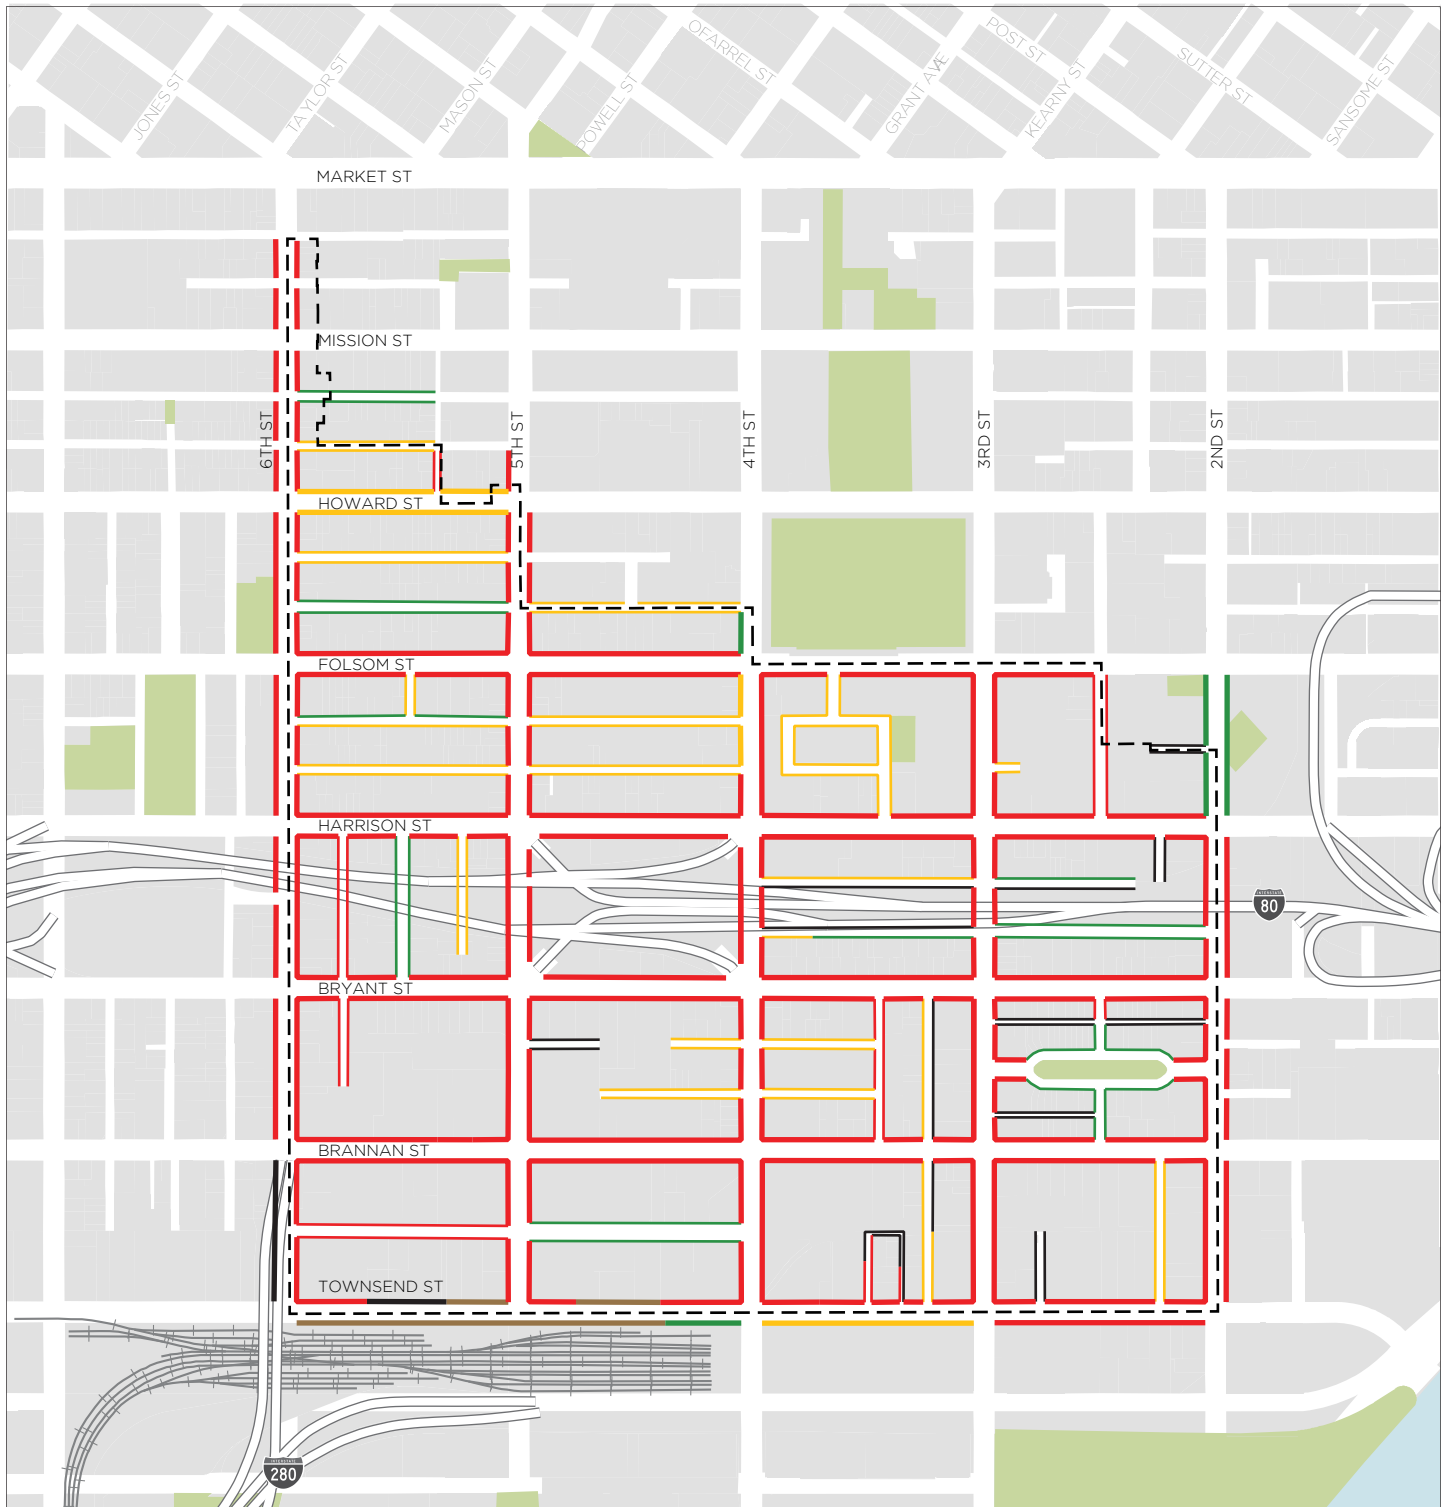 JONES ST
TAYLOR ST
MASON ST
POWELL ST
OFARREL ST
GRANT AVE
POST ST
KEARNY ST
SUTTER ST
SANSOME ST
MARKET ST
MISSION ST
6TH ST
5TH ST
4TH ST
3RD ST
2ND ST
HOWARD ST
FOLSOM ST
HARRISON ST
INTERSTATE
80
BRYANT ST
BRANNAN ST
TOWNSEND ST
INTERSTATE
280